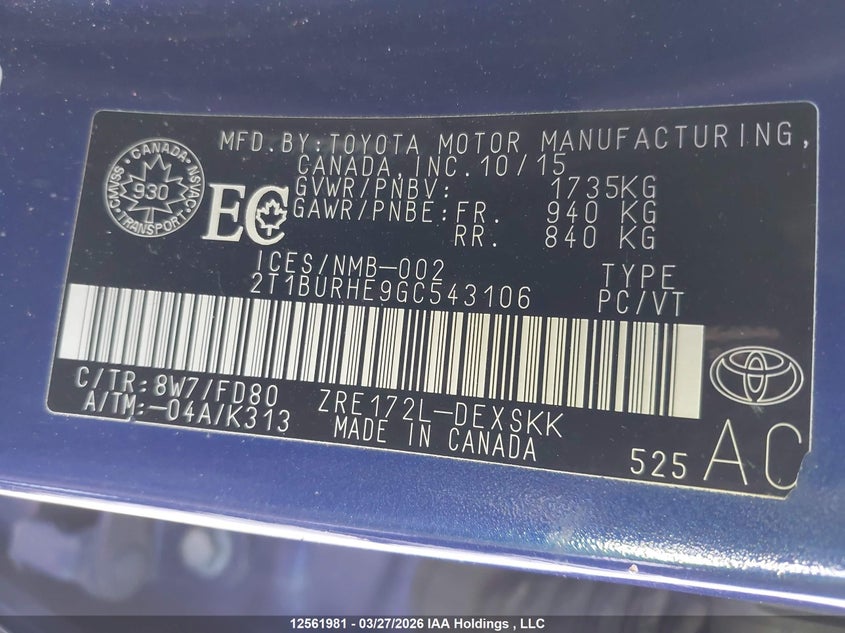 MFD.BY:TOYOTA MOTOR MANUFACTURING,
CANADA,INC.10/15
GVWR/PNBV: 1735KG
GAWR/PNBE:FR. 940 KG
RR. 840 KG
CANADA
CMVSS 930 NSVAC
TRANSPORT
EC
ICES/NMB-002 TYPE
2T1BURHE9GC543106 PC/VT
C/TR:8W7/FD80 ZRE172L-DEXSKK
A/TM:-04A/K313 MADE IN CANADA
525 AC
12561981 - 03/27/2026 IAA Holdings , LLC